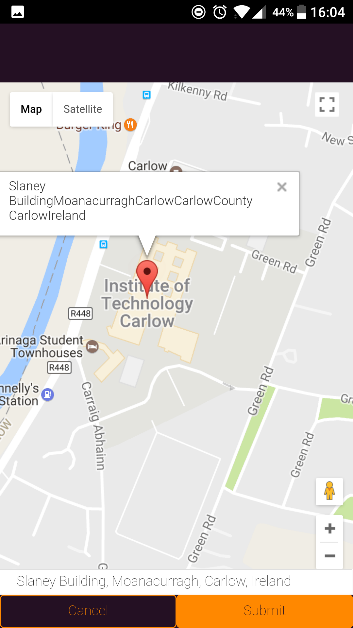 44% 16:04
Kilkenny Rd
Map Satellite
Burger King
New S
Carlow
Slaney
BuildingMoanacurraghCarlowCarlowCounty
CarlowIreland
Green Rd
Green Rd
Institute of
Technology
Carlow
R448
rinaga Student
Townhouses
R448
nnelly's
Station
Carraig Abhainn
Green Rd
Green Rd
Green Rd
Slaney Building, Moanacurragh, Carlow, Ireland
Cancel Submit